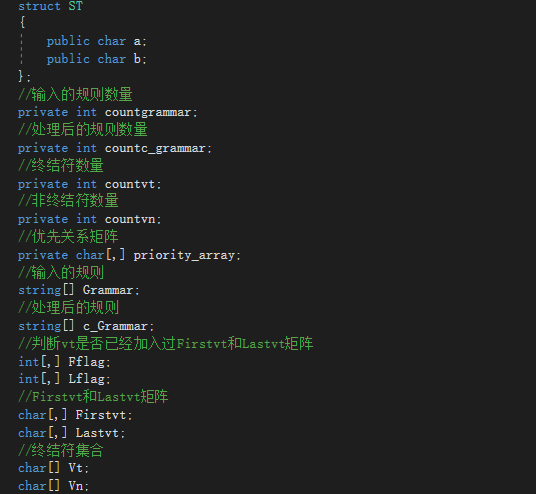 struct ST
{
public char a;
public char b;
};
//输入的规则数量
private int countgrammar;
//处理后的规则数量
private int countc_grammar;
//终结符数量
private int countvt;
//非终结符数量
private int countvn;
//优先关系矩阵
private char[,] priority_array;
//输入的规则
string[] Grammar;
//处理后的规则
string[] c_Grammar;
//判断vt是否已经加入过Firstvt和Lastvt矩阵
int[,] Fflag;
int[,] Lflag;
//Firstvt和Lastvt矩阵
char[,] Firstvt;
char[,] Lastvt;
//终结符集合
char[] Vt;
char[] Vn;